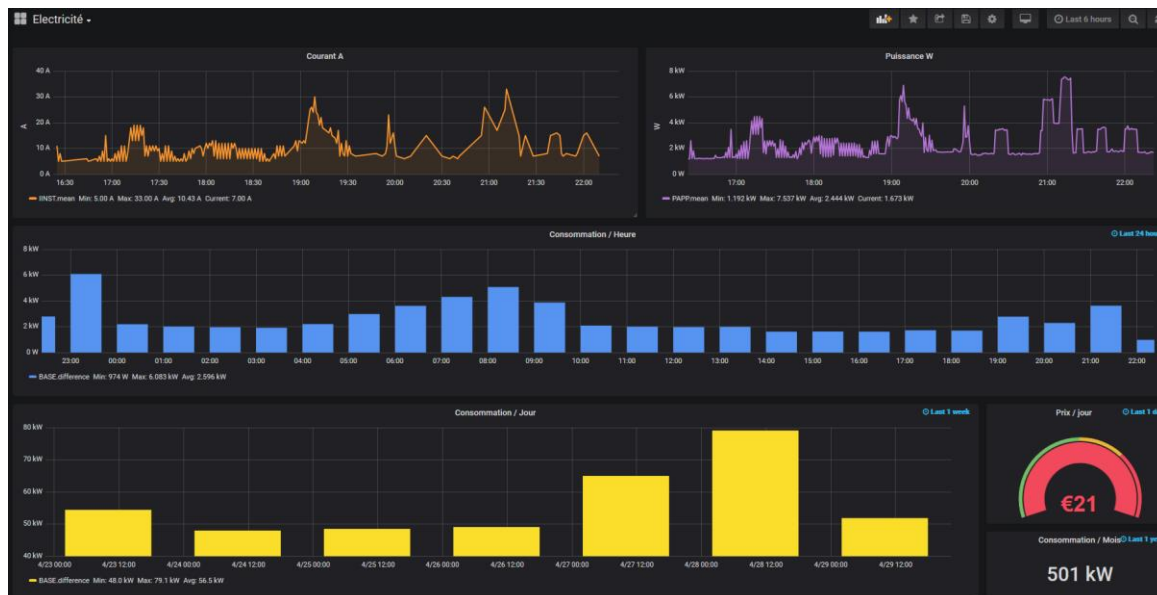 Electricité
Last 6 hours
Courant A
40 A
30 A
20 A
10 A
0 A
A
16:30 17:00 17:30 18:00 18:30 19:00 19:30 20:00 20:30 21:00 21:30 22:00
IINST.mean Min: 5.00 A Max: 33.00 A Avg: 10.43 A Current: 7.00 A
Puissance W
8 kW
6 kW
4 kW
2 kW
0 W
W
17:00 18:00 19:00 20:00 21:00 22:00
PAPP.mean Min: 1.192 kW Max: 7.537 kW Avg: 2.444 kW Current: 1.673 kW
Consommation / Heure
Last 24 hou
8 kW
6 kW
4 kW
2 kW
0 W
23:00 00:00 01:00 02:00 03:00 04:00 05:00 06:00 07:00 08:00 09:00 10:00 11:00 12:00 13:00 14:00 15:00 16:00 17:00 18:00 19:00 20:00 21:00 22:00
BASE.difference Min: 974 W Max: 6.083 kW Avg: 2.596 kW
Consommation / Jour
Last 1 week
80 kW
70 kW
60 kW
50 kW
40 kW
4/23 00:00 4/23 12:00 4/24 00:00 4/24 12:00 4/25 00:00 4/25 12:00 4/26 00:00 4/26 12:00 4/27 00:00 4/27 12:00 4/28 00:00 4/28 12:00 4/29 00:00 4/29 12:00
BASE.difference Min: 48.0 kW Max: 79.1 kW Avg: 56.5 kW
Prix / jour
Last 1 d
€21
Consommation / Mois
Last 1 ye
501 kW